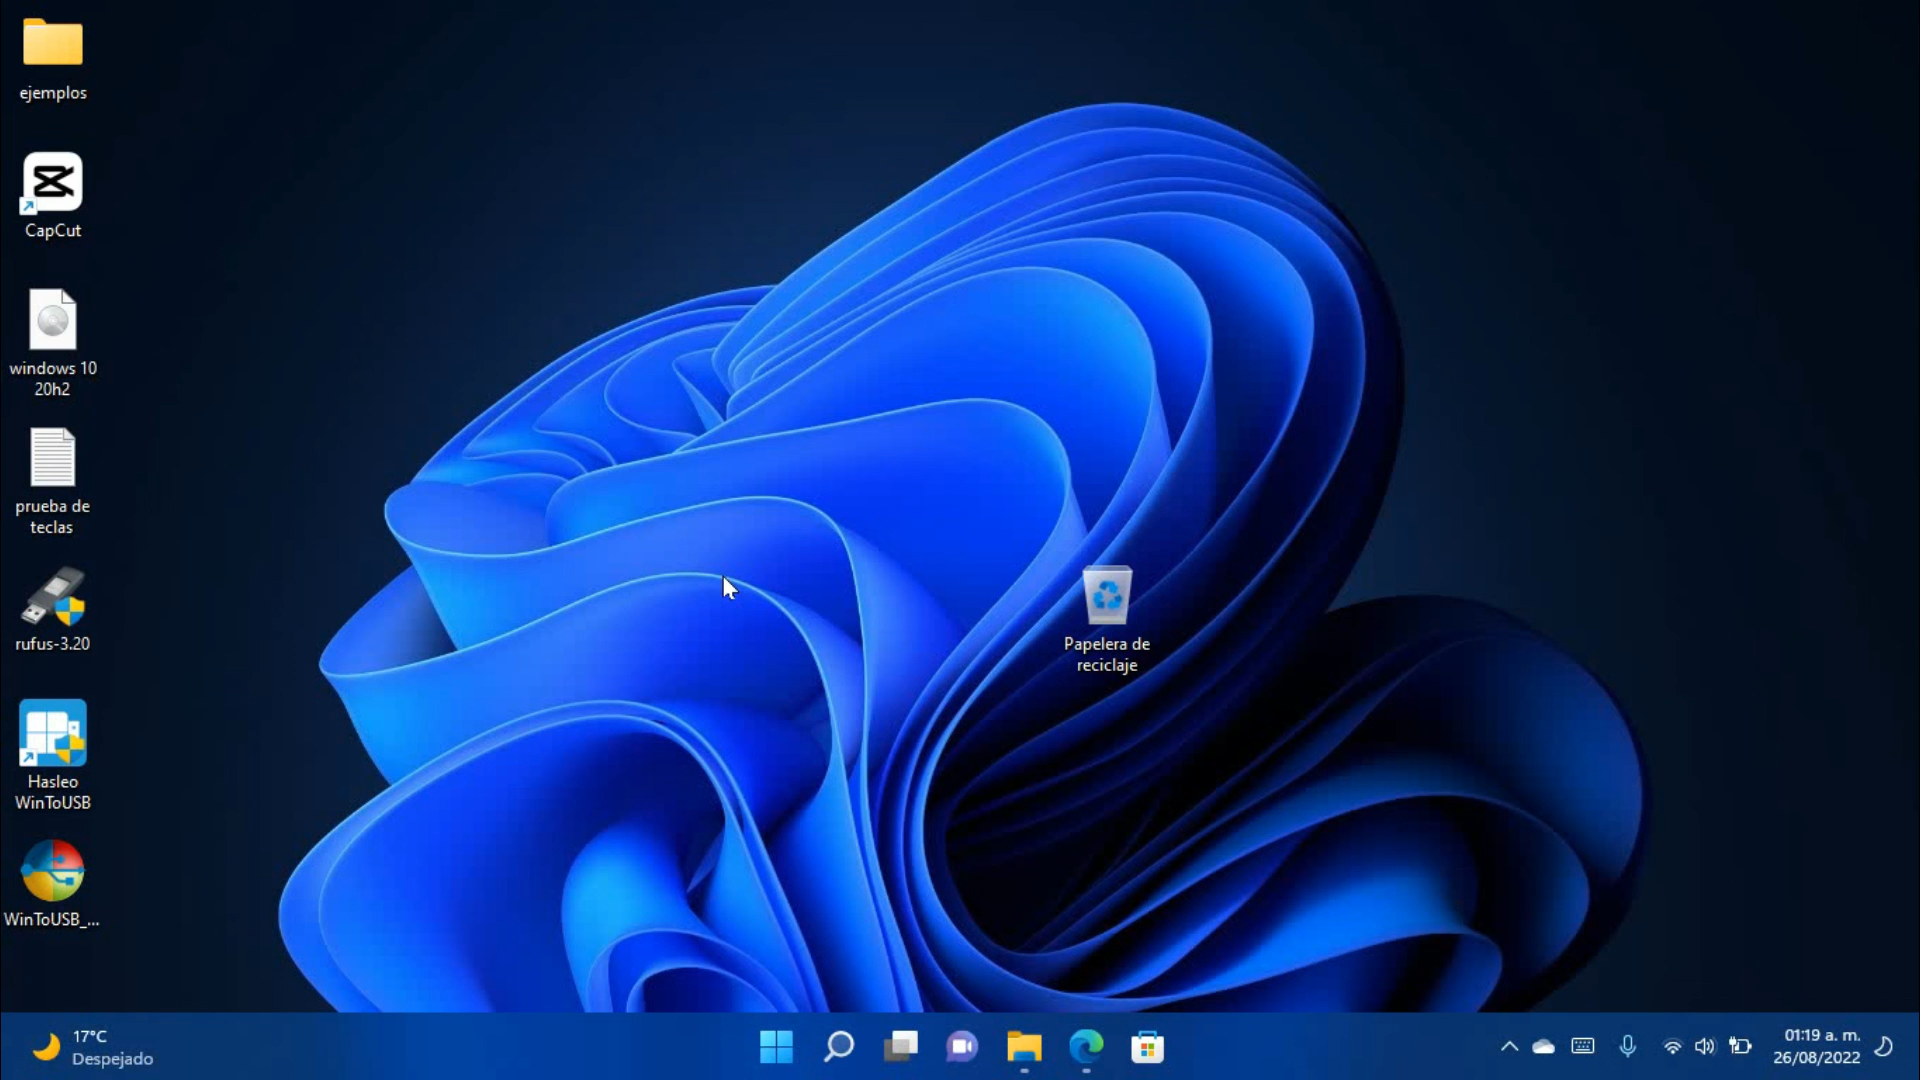 ejemplos
CapCut
windows 10
20h2
prueba de
teclas
rufus-3.20
Hasleo
WinToUSB
WinToUSB_...
Papelera de
reciclaje
17°C
Despejado
01:19 a. m.
26/08/2022